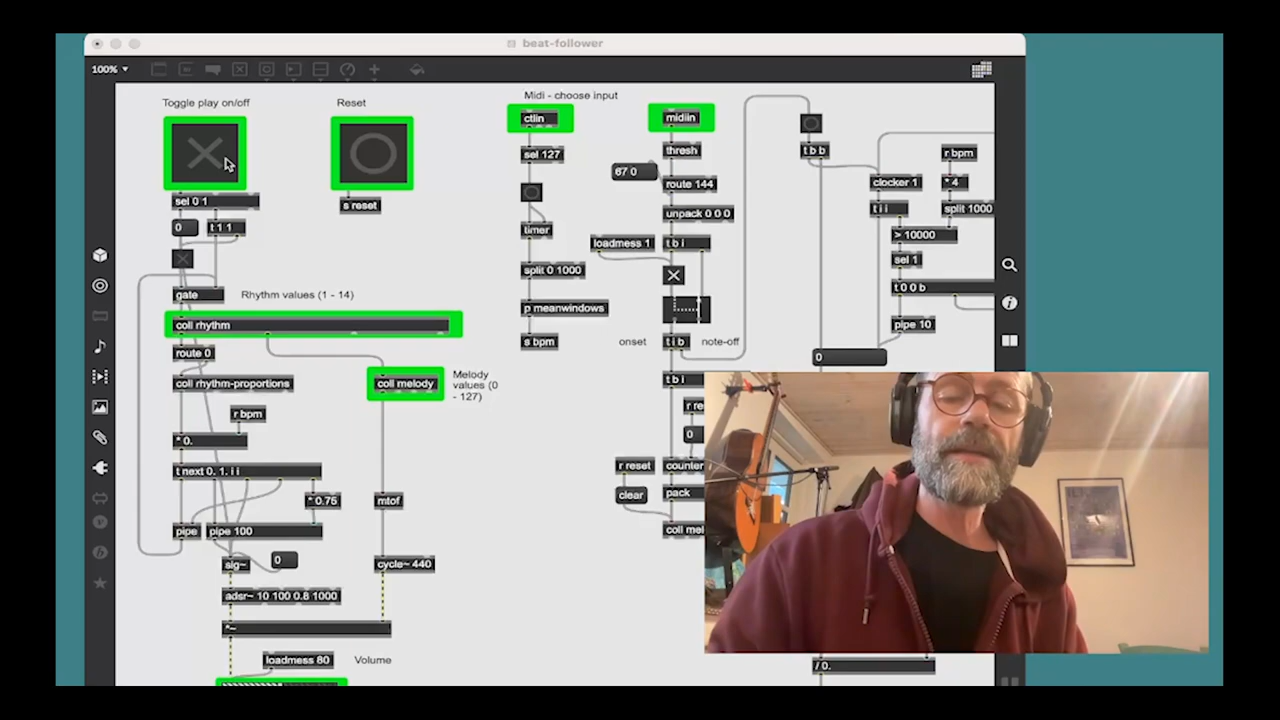 beat-follower
100%
Toggle play on/off
Reset
Midi - choose input
ctlin
midiin
thresh
sel 127
67 0
route 144
t b b
r bpm
clocker 1
* 4
sel 0 1
s reset
unpack 0 0 0
t i i
split 1000
0
t 1 1
timer
loadmess 1
t b i
> 10000
sel 1
split 0 1000
t 0 0 b
gate
Rhythm values (1 - 14)
p meanwindows
coll rhythm
pipe 10
s bpm
onset
t i b
note-off
route 0
0
coll rhythm-proportions
coll melody
Melody
values (0
- 127)
t b i
r bpm
r re
* 0.
0
t next 0. 1. i i
r reset
counter
* 0.75
mtof
clear
pack
pipe
pipe 100
coll mel
sig~
0
cycle~ 440
adsr~ 10 100 0.8 1000
*~
loadmess 80
Volume
/ 0.